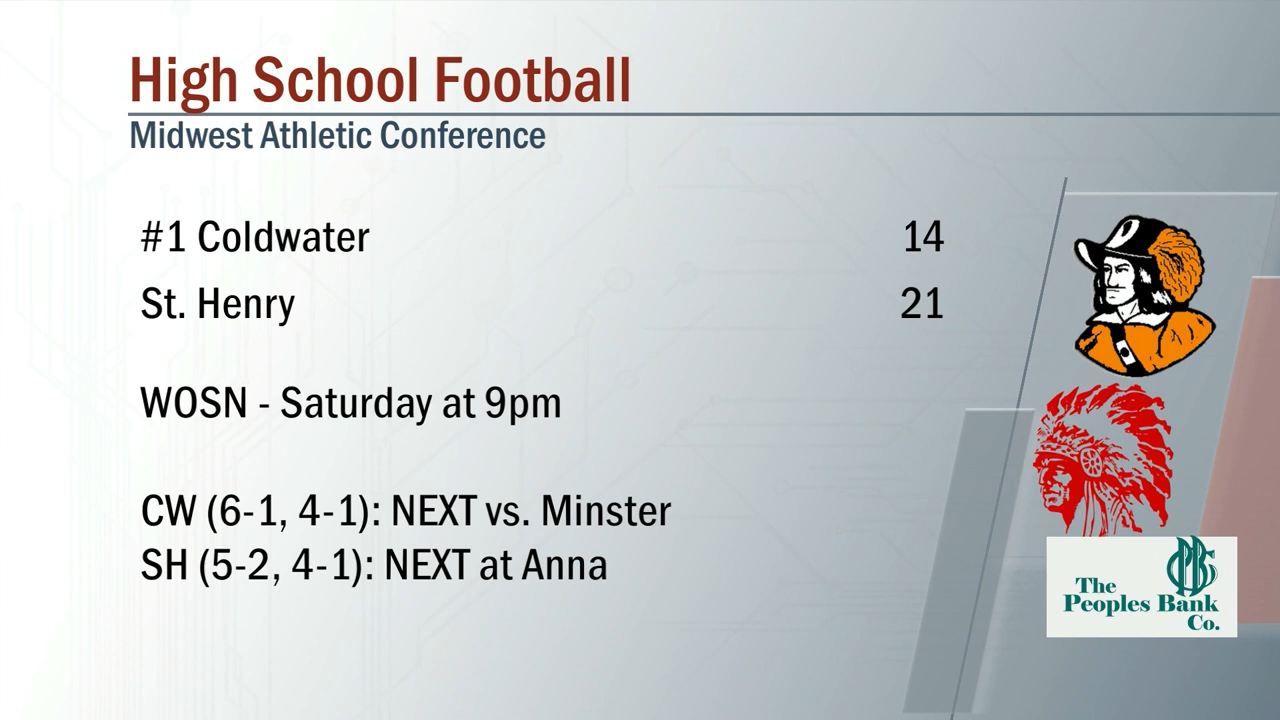 High School Football
Midwest Athletic Conference
#1 Coldwater 14
St. Henry 21
WOSN - Saturday at 9pm
CW (6-1, 4-1): NEXT vs. Minster
SH (5-2, 4-1): NEXT at Anna
The
Peoples Bank
Co.